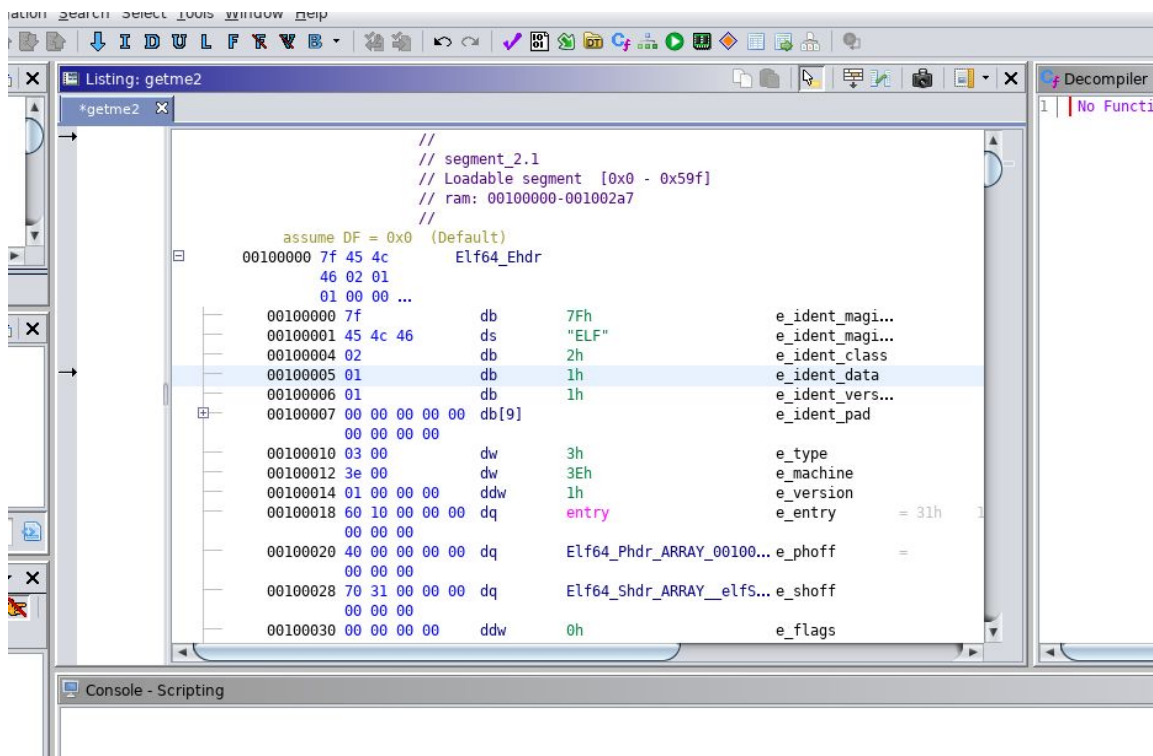 Search Select Tools Window Help
I D U L F B
Listing: getme2
*getme2
//
// segment_2.1
// Loadable segment [0x0 - 0x59f]
// ram: 00100000-001002a7
//
assume DF = 0x0 (Default)
00100000 7f 45 4c Elf64_Ehdr
46 02 01
01 00 00 ...
00100000 7f db 7Fh e_ident_magi...
00100001 45 4c 46 ds "ELF" e_ident_magi...
00100004 02 db 2h e_ident_class
00100005 01 db 1h e_ident_data
00100006 01 db 1h e_ident_vers...
00100007 00 00 00 00 00 db[9] e_ident_pad
00 00 00 00
00100010 03 00 dw 3h e_type
00100012 3e 00 dw 3Eh e_machine
00100014 01 00 00 00 ddw 1h e_version
00100018 60 10 00 00 00 dq entry e_entry = 31h 1
00 00 00
00100020 40 00 00 00 00 dq Elf64_Phdr_ARRAY_00100... e_phoff =
00 00 00
00100028 70 31 00 00 00 dq Elf64_Shdr_ARRAY__elfS... e_shoff
00 00 00
00100030 00 00 00 00 ddw 0h e_flags
Decompiler
1 No Functi
Console - Scripting